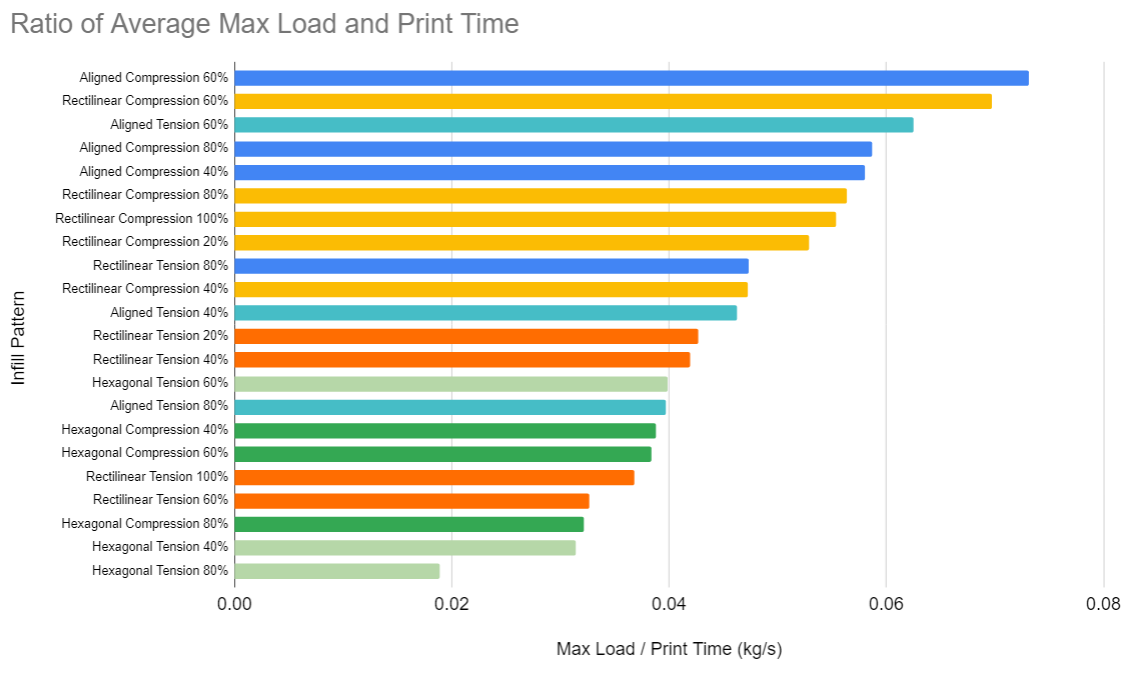 Ratio of Average Max Load and Print Time
Infill Pattern
Aligned Compression 60%
Rectilinear Compression 60%
Aligned Tension 60%
Aligned Compression 80%
Aligned Compression 40%
Rectilinear Compression 80%
Rectilinear Compression 100%
Rectilinear Compression 20%
Rectilinear Tension 80%
Rectilinear Compression 40%
Aligned Tension 40%
Rectilinear Tension 20%
Rectilinear Tension 40%
Hexagonal Tension 60%
Aligned Tension 80%
Hexagonal Compression 40%
Hexagonal Compression 60%
Rectilinear Tension 100%
Rectilinear Tension 60%
Hexagonal Compression 80%
Hexagonal Tension 40%
Hexagonal Tension 80%
0.00 0.02 0.04 0.06 0.08
Max Load / Print Time (kg/s)